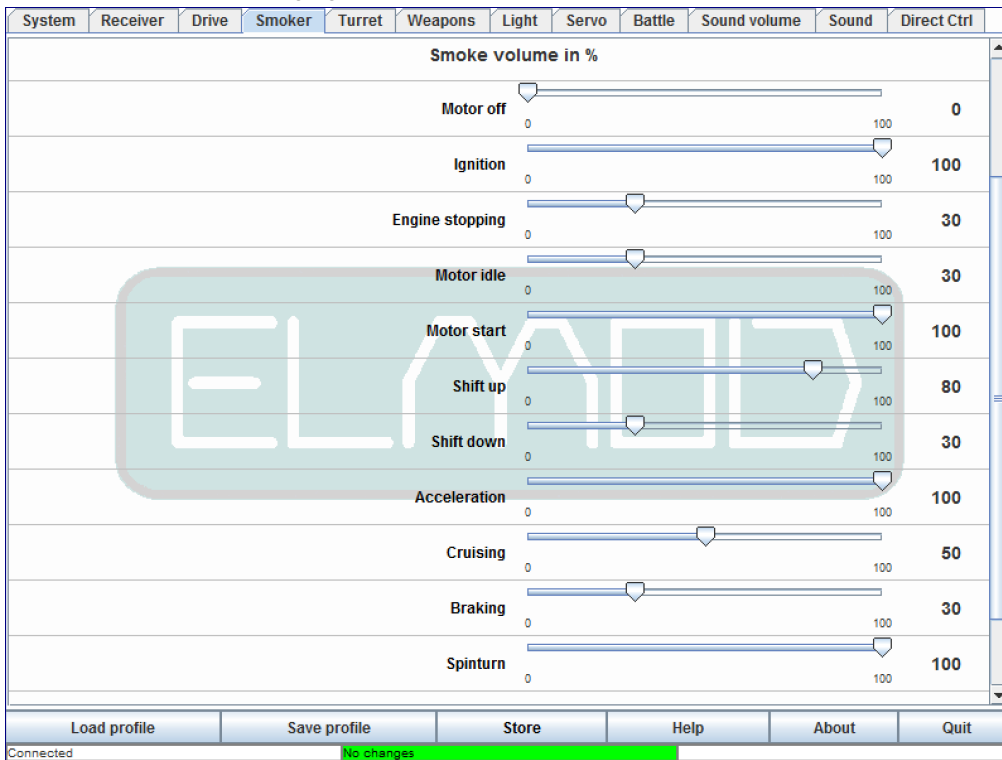 System Receiver Drive Smoker Turret Weapons Light Servo Battle Sound volume Sound Direct Ctrl
Smoke volume in %
Motor off 0 100 0
Ignition 0 100 100
Engine stopping 0 100 30
Motor idle 0 100 30
Motor start 0 100 100
Shift up 0 100 80
Shift down 0 100 30
Acceleration 0 100 100
Cruising 0 100 50
Braking 0 100 30
Spinturn 0 100 100
ELMOD
Load profile Save profile Store Help About Quit
Connected No changes